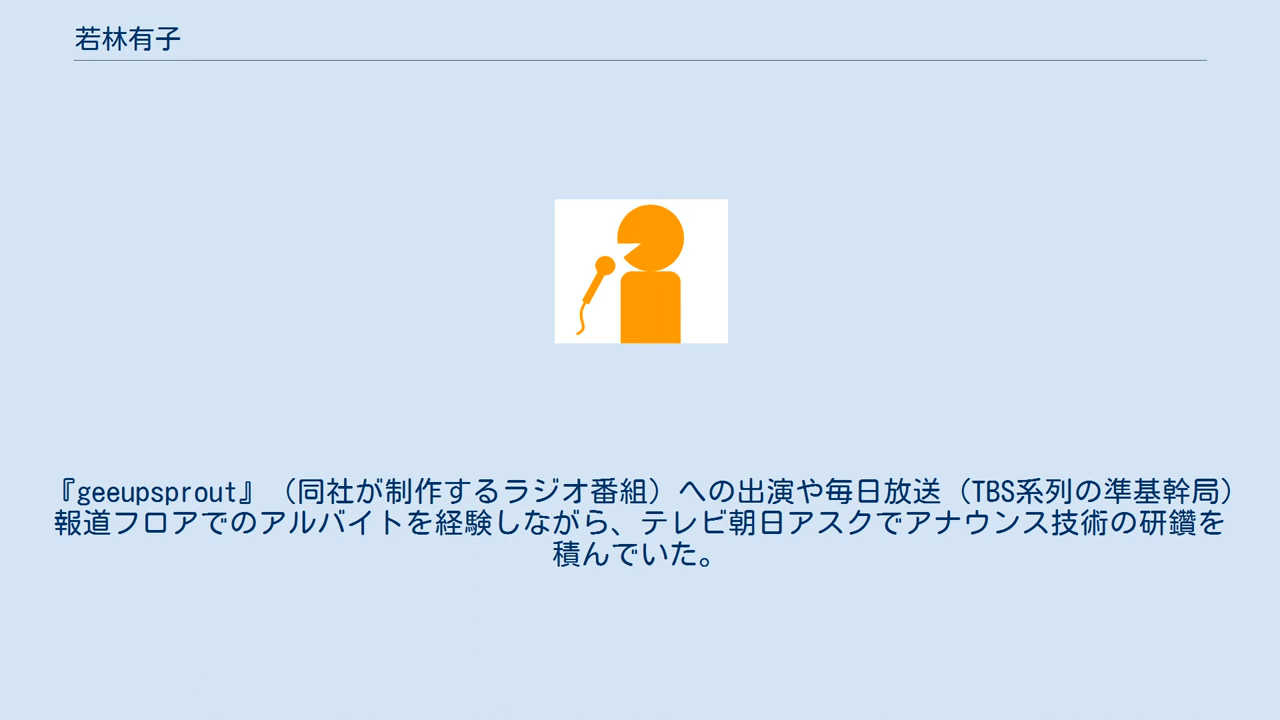 若林有子
『geeupsprout』（同社が制作するラジオ番組）への出演や毎日放送（TBS系列の準基幹局）
報道フロアでのアルバイトを経験しながら、テレビ朝日アスクでアナウンス技術の研鑽を
積んでいた。